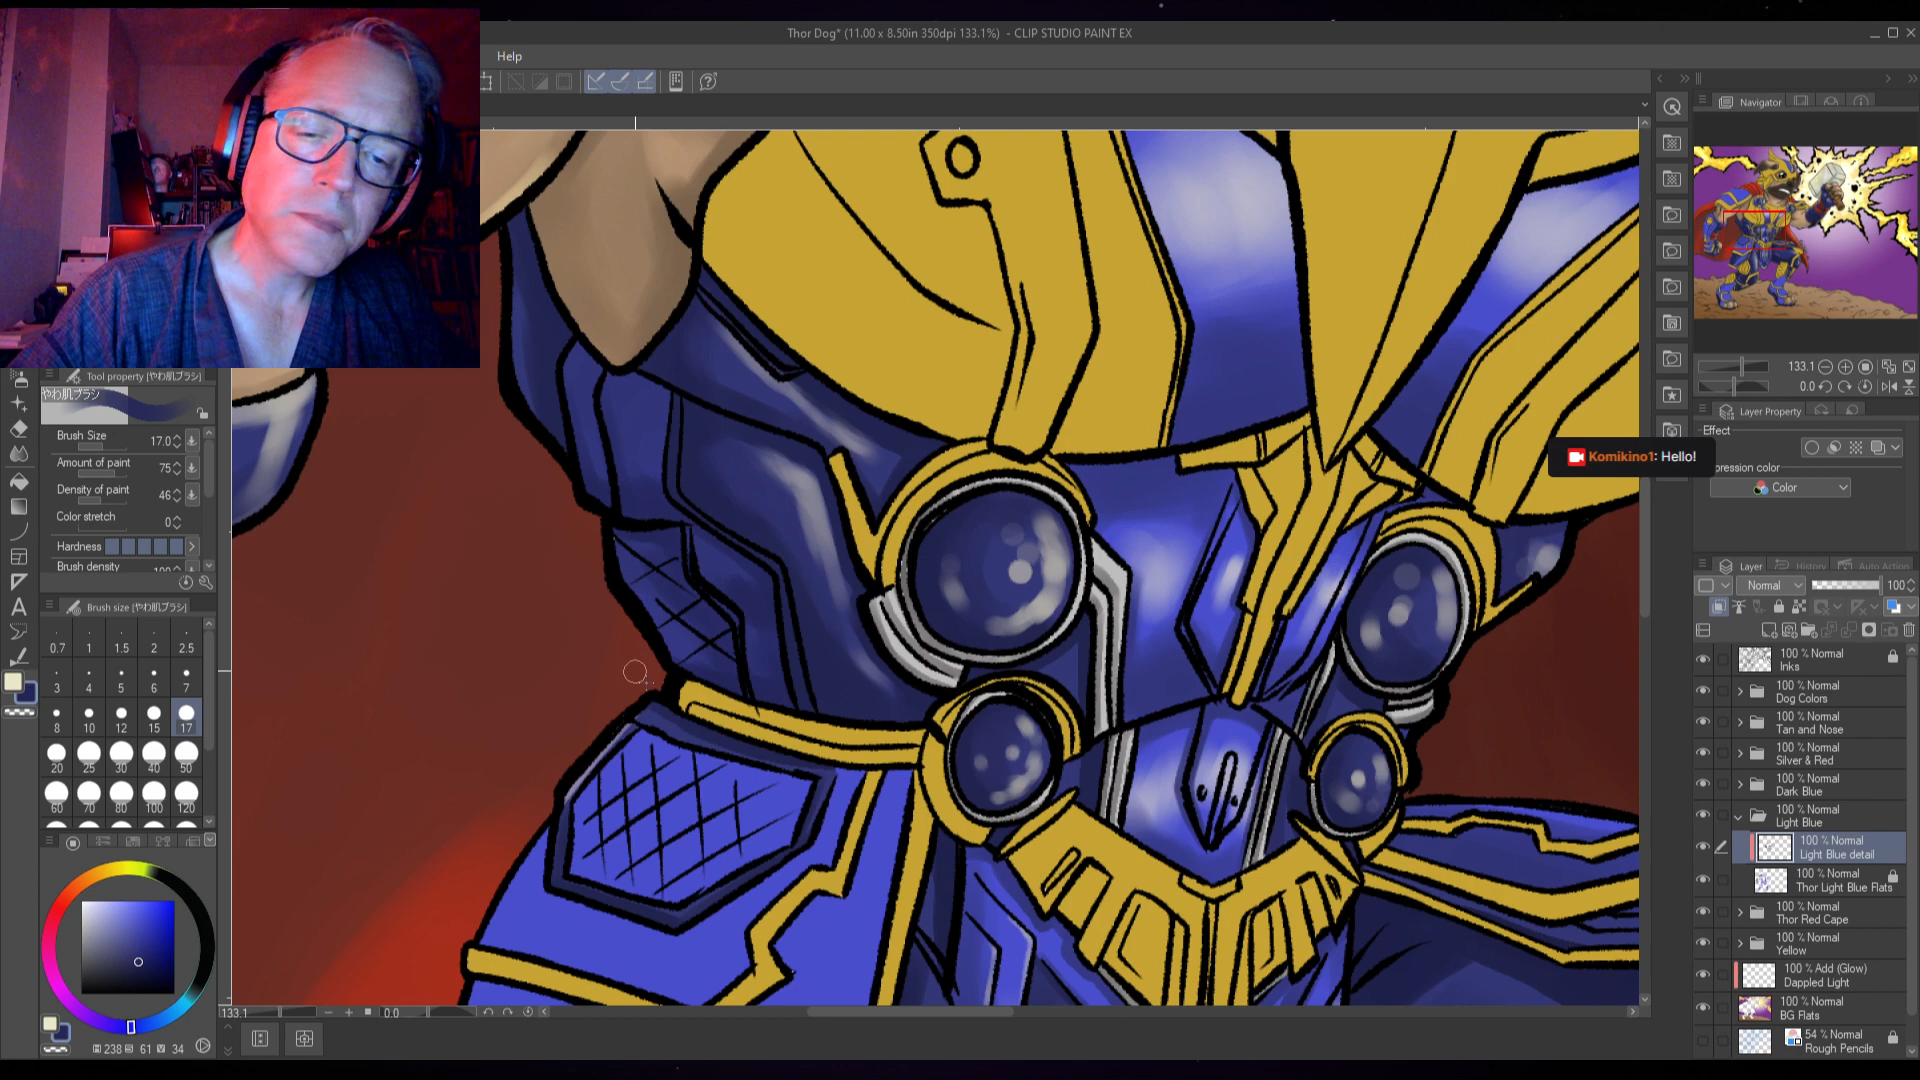 Thor Dog* (11.00 x 8.50in 350dpi 133.1%) - CLIP STUDIO PAINT EX
Help
Navigator
133.1
0.0
Layer Property
Effect
Komikino1: Hello!
pression color
Color
Layer
History
Auto Action
Normal
100
100 % Normal
Inks
100 % Normal
Dog Colors
100 % Normal
Tan and Nose
100 % Normal
Silver & Red
100 % Normal
Dark Blue
100 % Normal
Light Blue
100 % Normal
Light Blue detail
100 % Normal
Thor Light Blue Flats
100 % Normal
Thor Red Cape
100 % Normal
Yellow
100 % Add (Glow)
Dappled Light
100 % Normal
BG Flats
54 % Normal
Rough Pencils
Tool property [やわ肌ブラシ]
やわ肌ブラシ
Brush Size
17.0
Amount of paint
75
Density of paint
46
Color stretch
0
Hardness
Brush density
100
Brush size [やわ肌ブラシ]
0.7 1 1.5 2 2.5
3 4 5 6 7
8 10 12 15 17
20 25 30 40 50
60 70 80 100 120
238 61 34
133.1
0.0